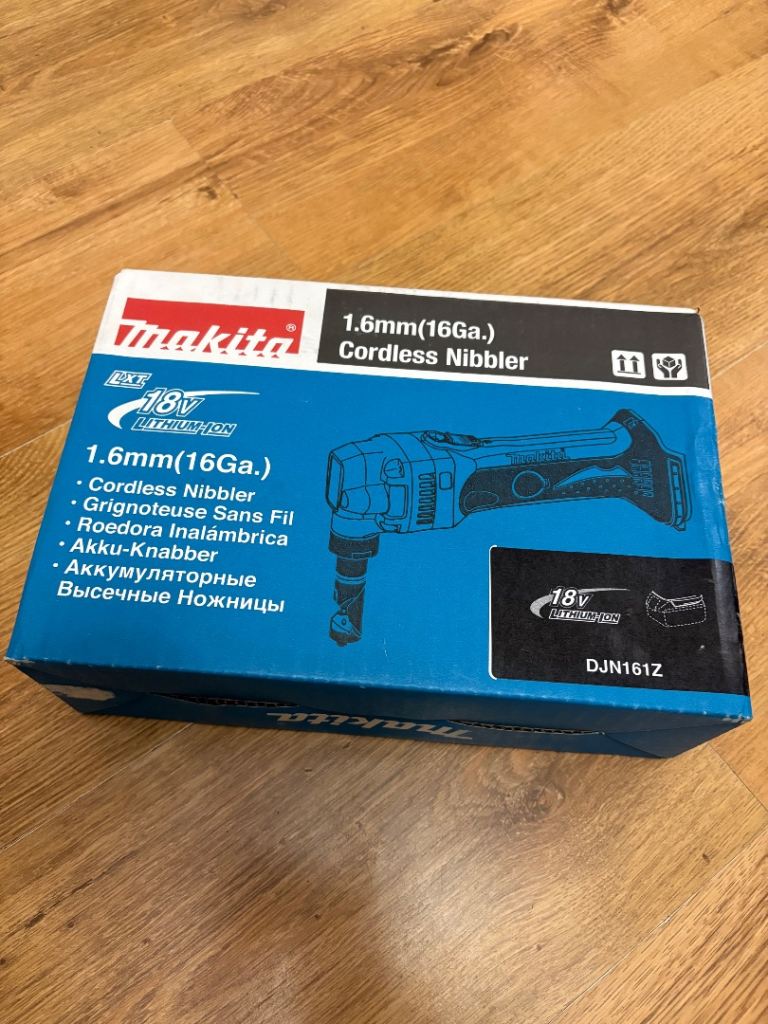 makita®
1.6mm(16Ga.)
Cordless Nibbler
LXT
18V
LITHIUM-ION
1.6mm(16Ga.)
· Cordless Nibbler
· Grignoteuse Sans Fil
· Roedora Inalámbrica
· Akku-Knabber
· Аккумуляторные
Высечные Ножницы
makita
18V
LITHIUM-ION
DJN161Z
makita